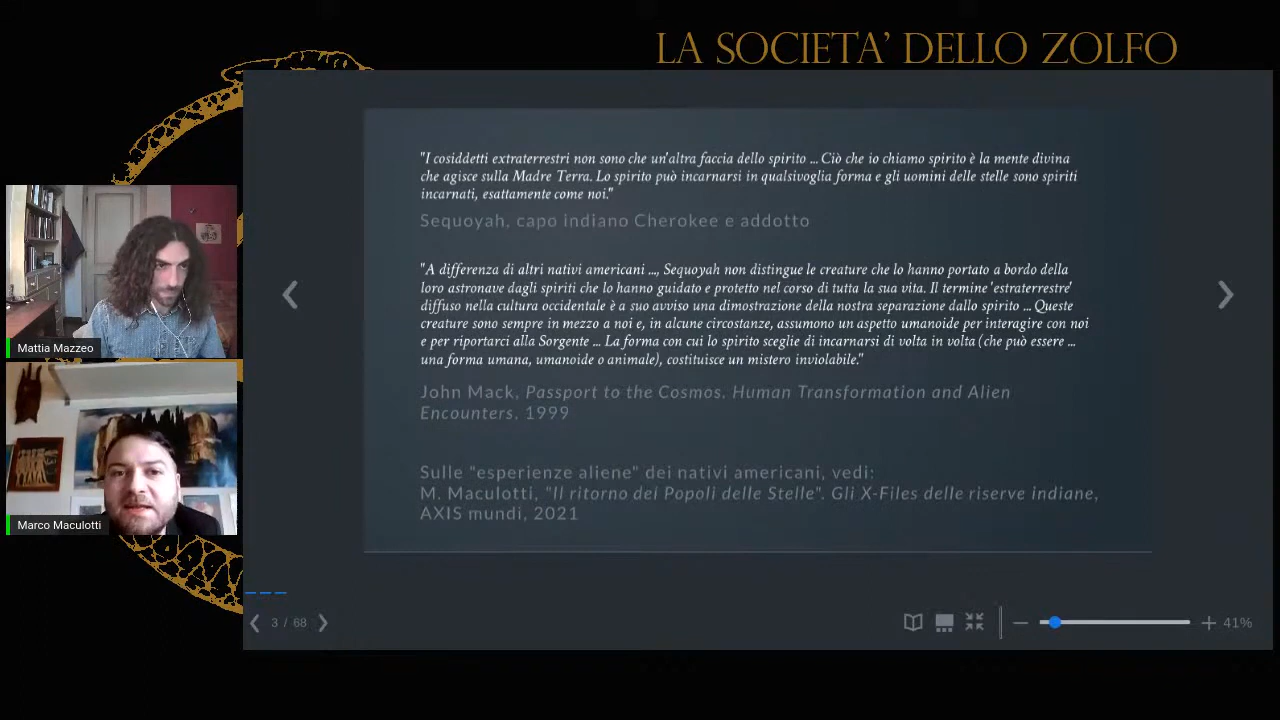 LA SOCIETA' DELLO ZOLFO
"I cosiddetti extraterrestri non sono che un'altra faccia dello spirito ... Ciò che io chiamo spirito è la mente divina
che agisce sulla Madre Terra. Lo spirito può incarnarsi in qualsivoglia forma e gli uomini delle stelle sono spiriti
incarnati, esattamente come noi."
Sequoyah, capo indiano Cherokee e addotto
"A differenza di altri nativi americani ..., Sequoyah non distingue le creature che lo hanno portato a bordo della
loro astronave dagli spiriti che lo hanno guidato e protetto nel corso di tutta la sua vita. Il termine 'estraterrestre'
diffuso nella cultura occidentale è a suo avviso una dimostrazione della nostra separazione dallo spirito ... Queste
creature sono sempre in mezzo a noi e, in alcune circostanze, assumono un aspetto umanoide per interagire con noi
e per riportarci alla Sorgente ... La forma con cui lo spirito sceglie di incarnarsi di volta in volta (che può essere ...
una forma umana, umanoide o animale), costituisce un mistero inviolabile."
John Mack, Passport to the Cosmos. Human Transformation and Alien
Encounters, 1999
Sulle "esperienze aliene" dei nativi americani, vedi:
M. Maculotti, "Il ritorno dei Popoli delle Stelle". Gli X-Files delle riserve indiane,
AXIS mundi, 2021
Mattia Mazzeo
Marco Maculotti
3 / 68
41%